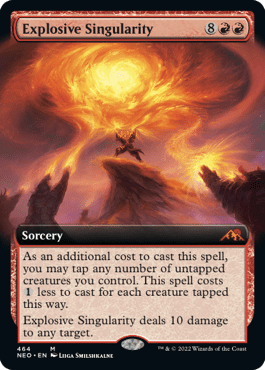 Explosive Singularity 8
Sorcery
As an additional cost to cast this spell,
you may tap any number of untapped
creatures you control. This spell costs
1 less to cast for each creature tapped
this way.
Explosive Singularity deals 10 damage
to any target.
464 M
NEO • EN LIIGA SMILSHKALNE
™ & © 2022 Wizards of the Coast